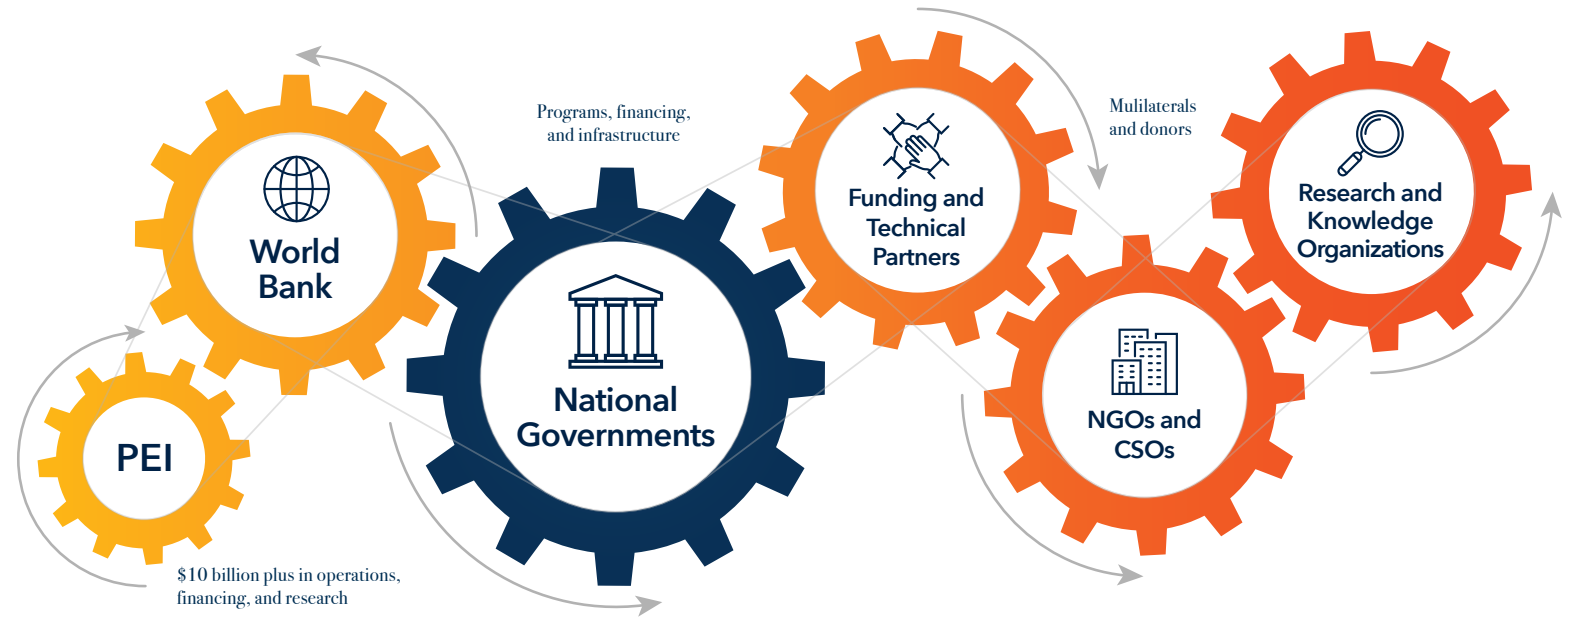 PEI
$10 billion plus in operations,
financing, and research
World
Bank
Programs, financing,
and infrastructure
National
Governments
Funding and
Technical
Partners
Mulilaterals
and donors
NGOs and
CSOs
Research and
Knowledge
Organizations